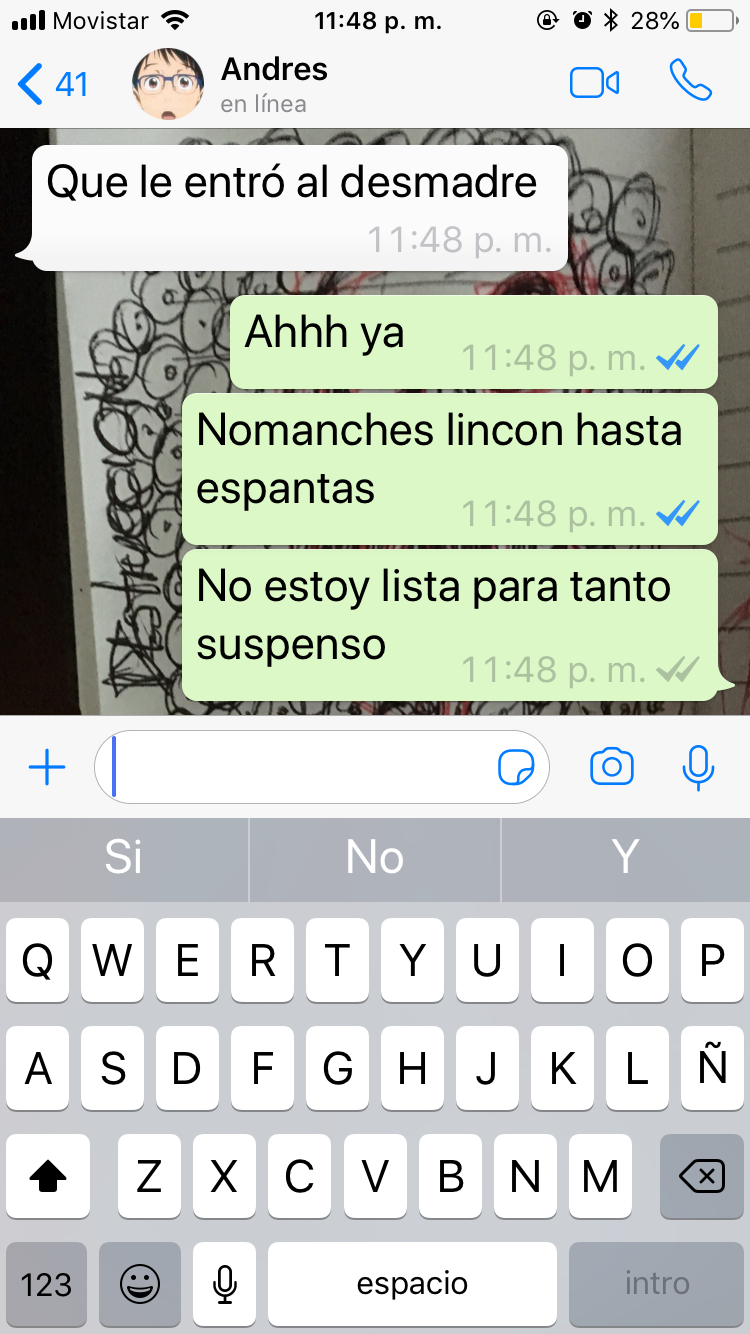 Movistar 11:48 p. m. 28%
41 Andres
en línea
Que le entró al desmadre
11:48 p. m.
Ahhh ya
11:48 p. m.
Nomanches lincon hasta
espantas
11:48 p. m.
No estoy lista para tanto
suspenso
11:48 p. m.
Si No Y
Q W E R T Y U I O P
A S D F G H J K L Ñ
Z X C V B N M
123 espacio intro